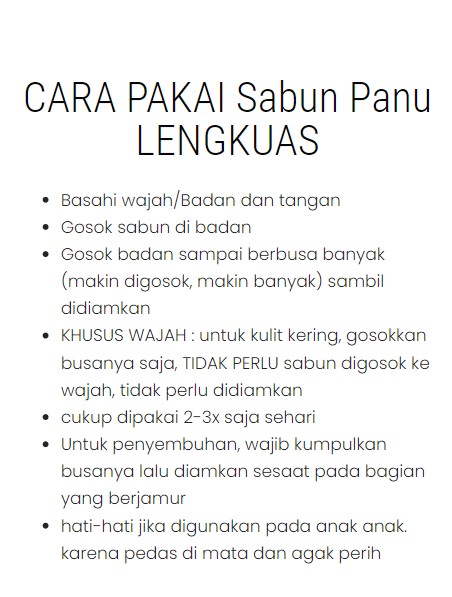 CARA PAKAI Sabun Panu
LENGKUAS
• Basahi wajah/Badan dan tangan
• Gosok sabun di badan
• Gosok badan sampai berbusa banyak
(makin digosok, makin banyak) sambil
didiamkan
• KHUSUS WAJAH : untuk kulit kering, gosokkan
busanya saja, TIDAK PERLU sabun digosok ke
wajah, tidak perlu didiamkan
• cukup dipakai 2-3x saja sehari
• Untuk penyembuhan, wajib kumpulkan
busanya lalu diamkan sesaat pada bagian
yang berjamur
• hati-hati jika digunakan pada anak anak.
karena pedas di mata dan agak perih